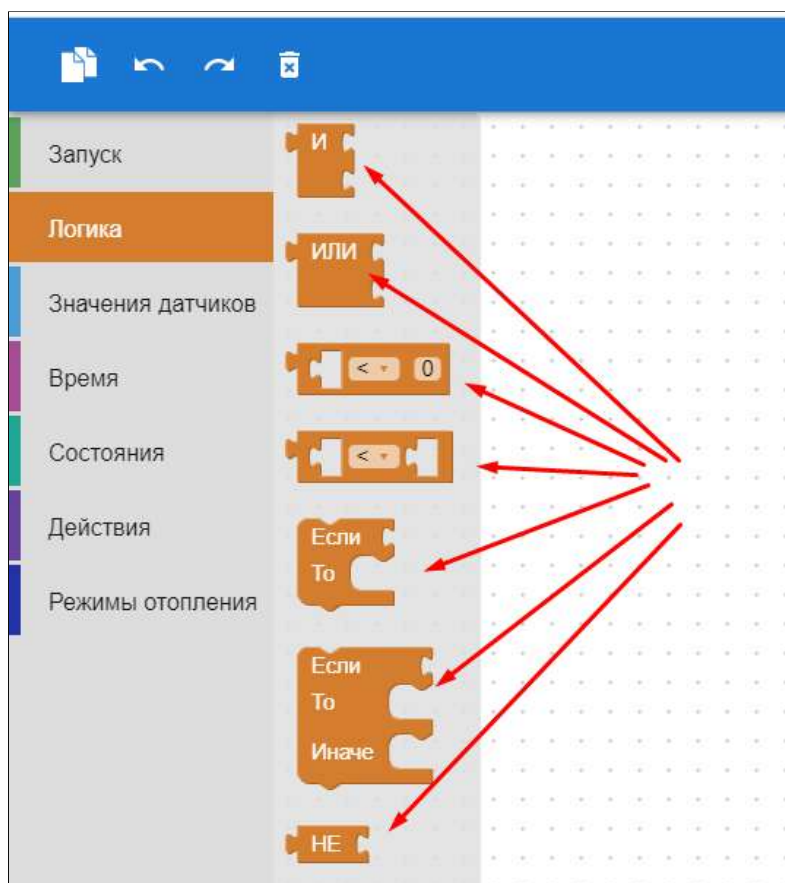 Запуск
Логика
Значения датчиков
Время
Состояния
Действия
Режимы отопления
И
ИЛИ
< 0
<
Если
То
Если
То
Иначе
НЕ